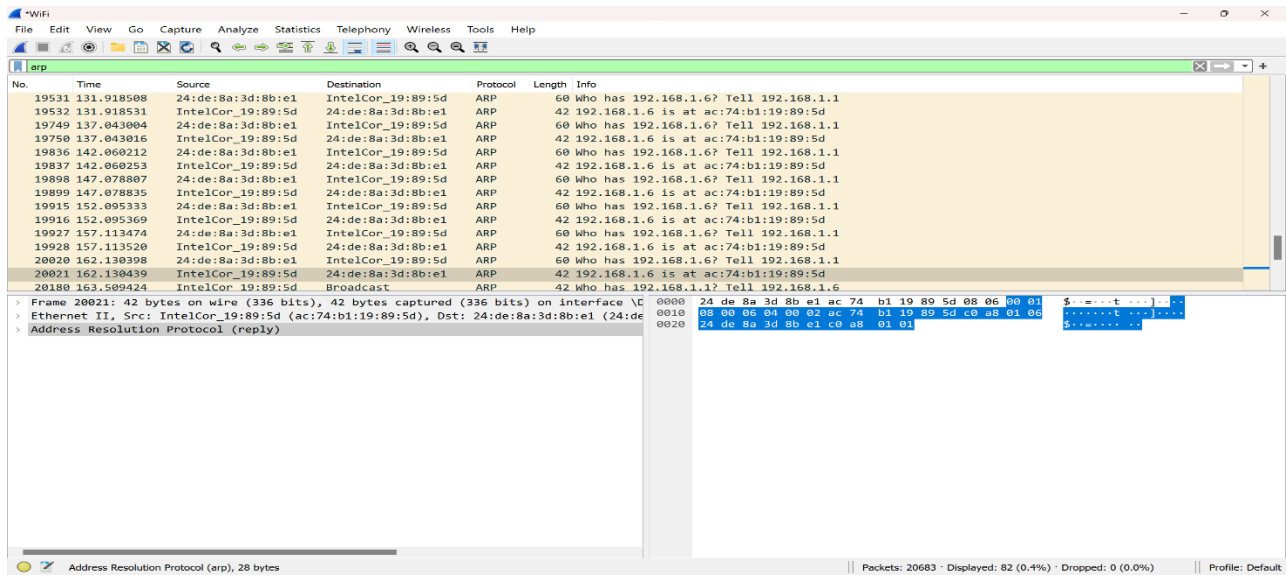 *WiFi
File Edit View Go Capture Analyze Statistics Telephony Wireless Tools Help
arp
No. Time Source Destination Protocol Length Info
19531 131.918508 24:de:8a:3d:8b:e1 IntelCor_19:89:5d ARP 60 Who has 192.168.1.6? Tell 192.168.1.1
19532 131.918531 IntelCor_19:89:5d 24:de:8a:3d:8b:e1 ARP 42 192.168.1.6 is at ac:74:b1:19:89:5d
19749 137.043004 24:de:8a:3d:8b:e1 IntelCor_19:89:5d ARP 60 Who has 192.168.1.6? Tell 192.168.1.1
19750 137.043016 IntelCor_19:89:5d 24:de:8a:3d:8b:e1 ARP 42 192.168.1.6 is at ac:74:b1:19:89:5d
19836 142.060212 24:de:8a:3d:8b:e1 IntelCor_19:89:5d ARP 60 Who has 192.168.1.6? Tell 192.168.1.1
19837 142.060253 IntelCor_19:89:5d 24:de:8a:3d:8b:e1 ARP 42 192.168.1.6 is at ac:74:b1:19:89:5d
19898 147.078807 24:de:8a:3d:8b:e1 IntelCor_19:89:5d ARP 60 Who has 192.168.1.6? Tell 192.168.1.1
19899 147.078835 IntelCor_19:89:5d 24:de:8a:3d:8b:e1 ARP 42 192.168.1.6 is at ac:74:b1:19:89:5d
19915 152.095333 24:de:8a:3d:8b:e1 IntelCor_19:89:5d ARP 60 Who has 192.168.1.6? Tell 192.168.1.1
19916 152.095369 IntelCor_19:89:5d 24:de:8a:3d:8b:e1 ARP 42 192.168.1.6 is at ac:74:b1:19:89:5d
19927 157.113474 24:de:8a:3d:8b:e1 IntelCor_19:89:5d ARP 60 Who has 192.168.1.6? Tell 192.168.1.1
19928 157.113520 IntelCor_19:89:5d 24:de:8a:3d:8b:e1 ARP 42 192.168.1.6 is at ac:74:b1:19:89:5d
20020 162.130398 24:de:8a:3d:8b:e1 IntelCor_19:89:5d ARP 60 Who has 192.168.1.6? Tell 192.168.1.1
20021 162.130439 IntelCor_19:89:5d 24:de:8a:3d:8b:e1 ARP 42 192.168.1.6 is at ac:74:b1:19:89:5d
20180 163.509424 IntelCor_19:89:5d Broadcast ARP 42 Who has 192.168.1.1? Tell 192.168.1.6
Frame 20021: 42 bytes on wire (336 bits), 42 bytes captured (336 bits) on interface \D
Ethernet II, Src: IntelCor_19:89:5d (ac:74:b1:19:89:5d), Dst: 24:de:8a:3d:8b:e1 (24:de
Address Resolution Protocol (reply)
0000 24 de 8a 3d 8b e1 ac 74 b1 19 89 5d 08 06 00 01 $··=···t ···]····
0010 08 00 06 04 00 02 ac 74 b1 19 89 5d c0 a8 01 06 ·······t ···]····
0020 24 de 8a 3d 8b e1 c0 a8 01 01 $··=···· ··
Address Resolution Protocol (arp), 28 bytes
Packets: 20683 · Displayed: 82 (0.4%) · Dropped: 0 (0.0%)
Profile: Default